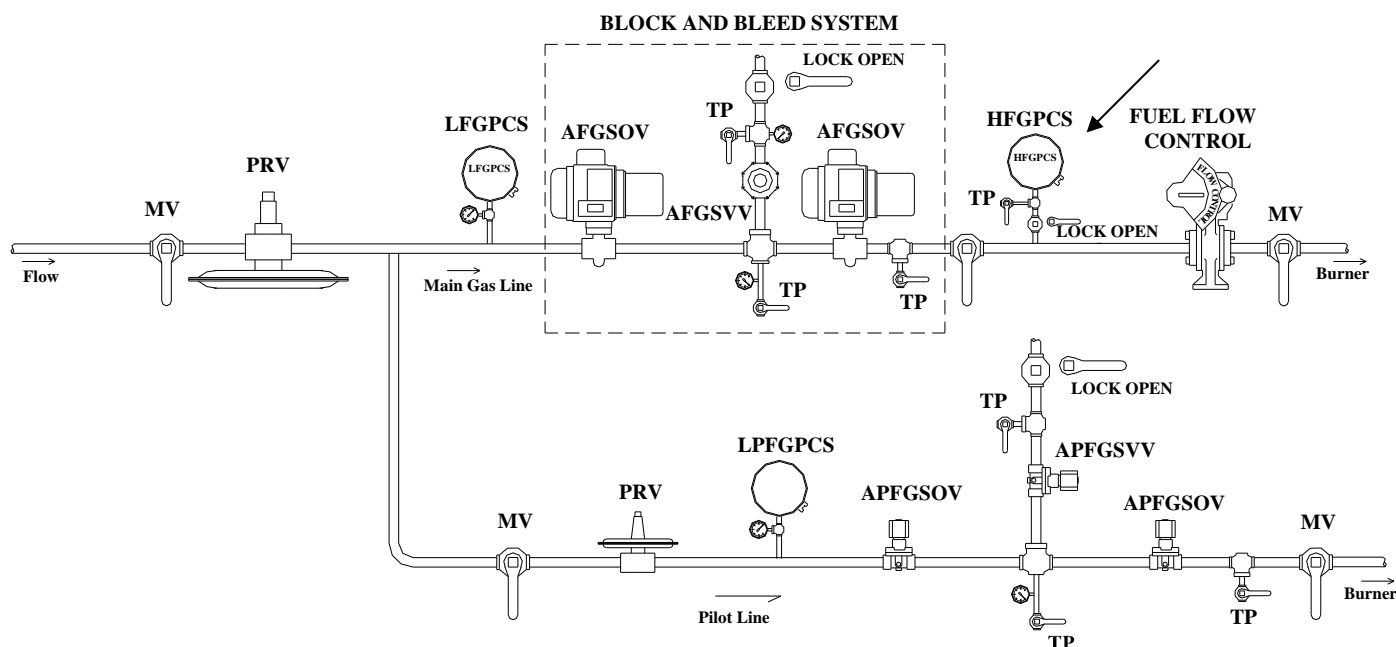 BLOCK AND BLEED SYSTEM
LOCK OPEN
TP
LFGPCS
AFGSOV
AFGSOV
HFGPCS
FUEL FLOW
CONTROL
PRV
LFGPCS
HFGPCS
FLOW CONTROL
MV
AFGSVV
TP
LOCK OPEN
MV
Flow
Main Gas Line
TP
TP
Burner
LOCK OPEN
TP
LPFGPCS
APFGSVV
PRV
APFGSOV
APFGSOV
MV
MV
Pilot Line
TP
TP
Burner